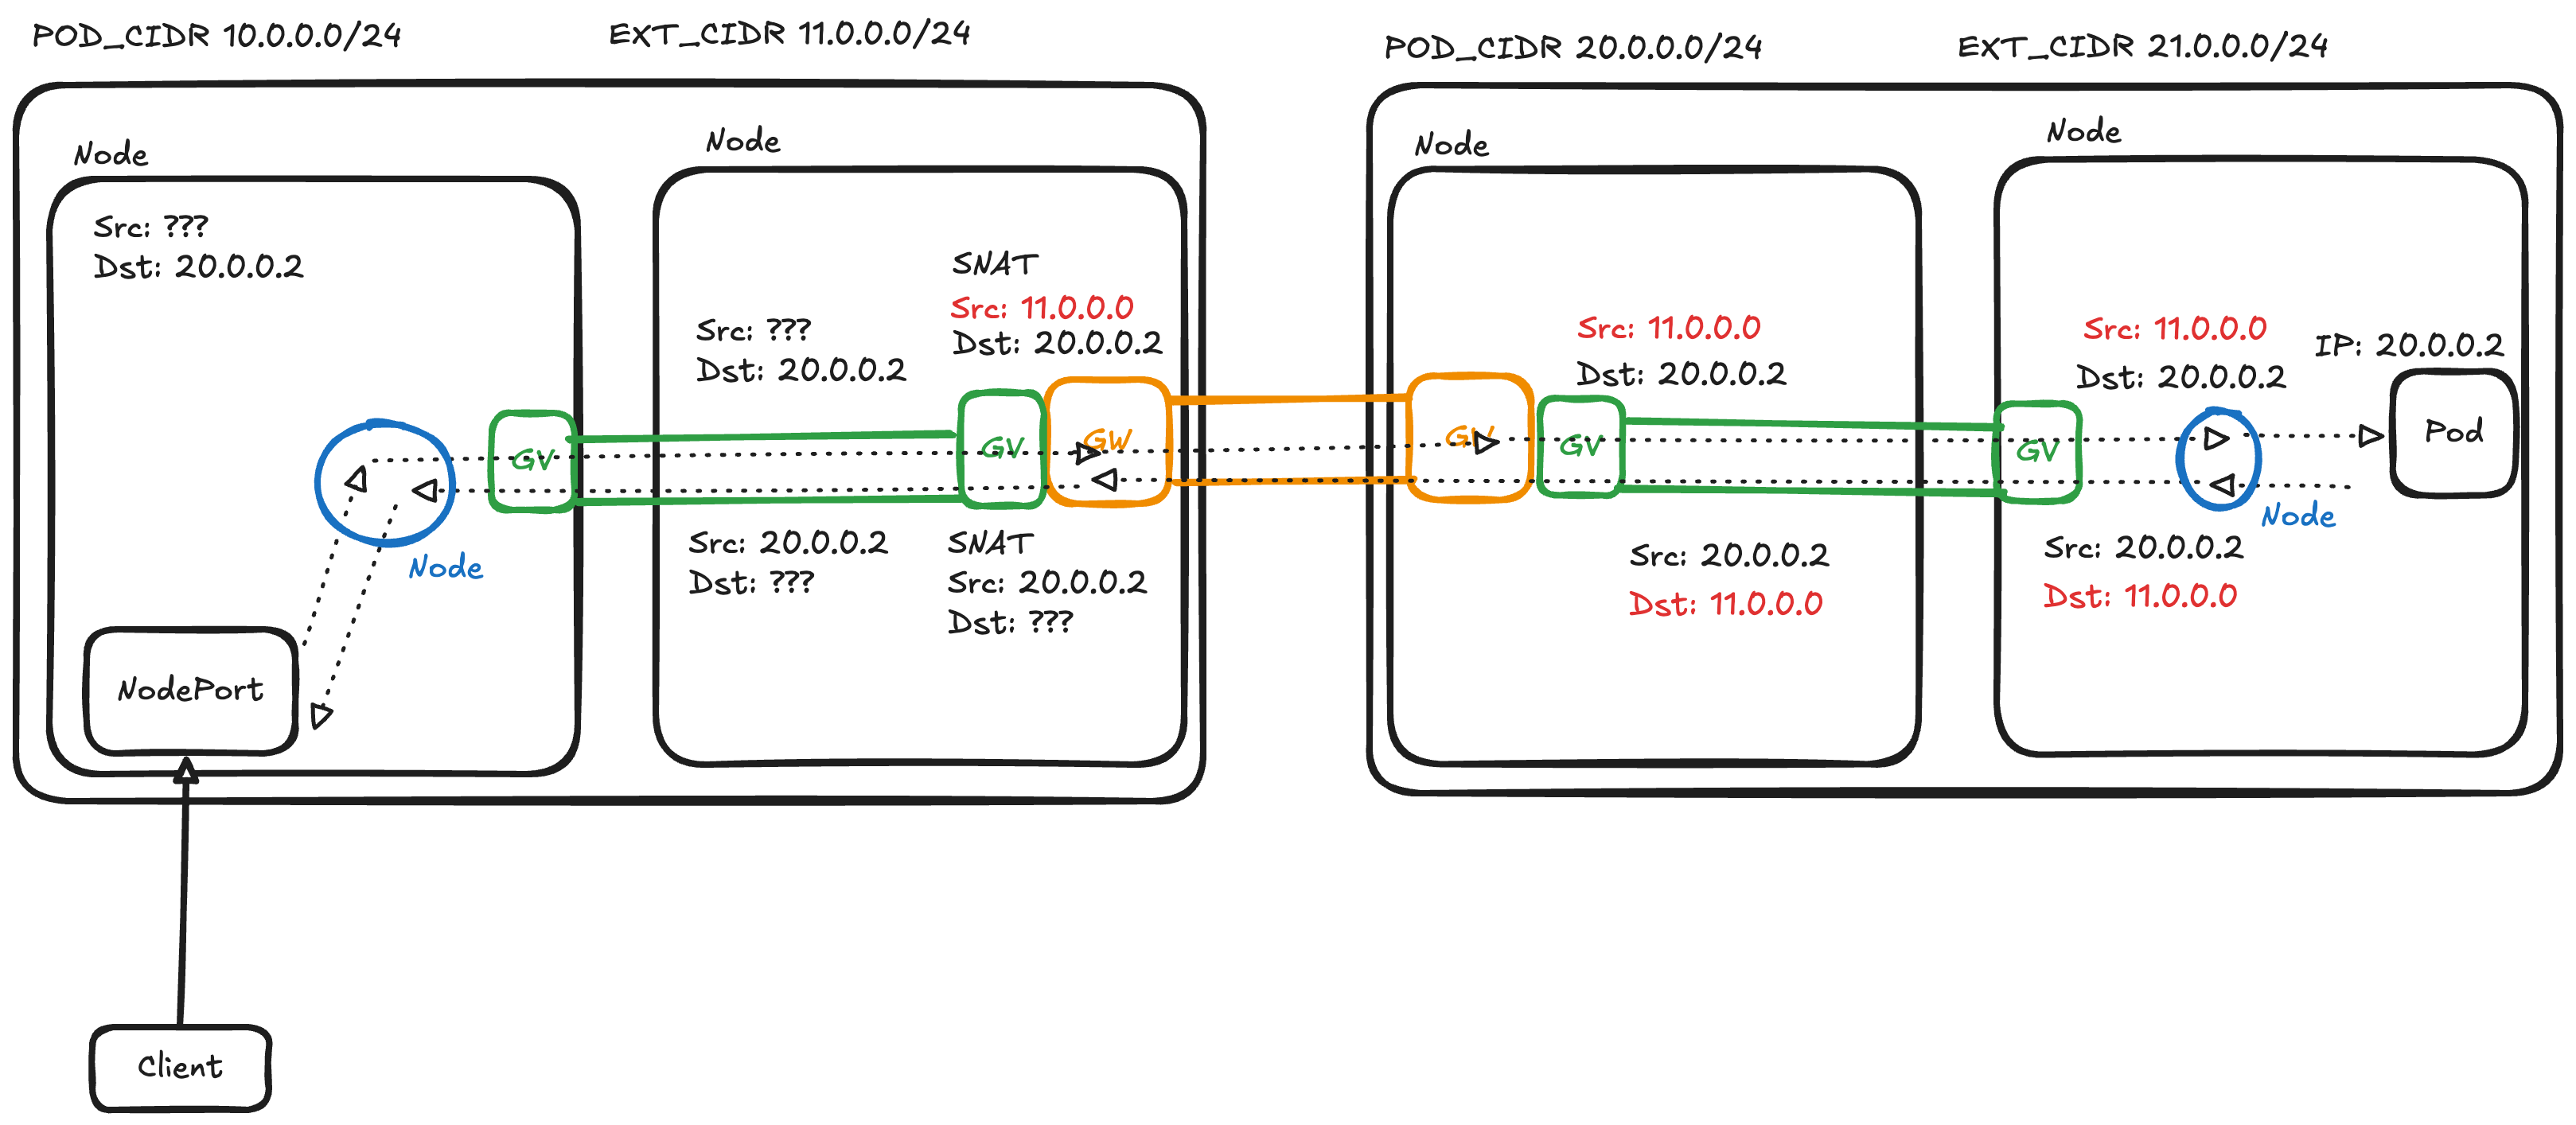 POD_CIDR 10.0.0.0/24
EXT_CIDR 11.0.0.0/24
POD_CIDR 20.0.0.0/24
EXT_CIDR 21.0.0.0/24
Node
Node
Node
Node
Src: ???
Dst: 20.0.0.2
Src: ???
Dst: 20.0.0.2
SNAT
Src: 11.0.0.0
Dst: 20.0.0.2
Src: 11.0.0.0
Dst: 20.0.0.2
Src: 11.0.0.0
Dst: 20.0.0.2
IP: 20.0.0.2
GV
GV
GW
GV
GV
Pod
Node
Node
Src: 20.0.0.2
Dst: ???
SNAT
Src: 20.0.0.2
Dst: ???
Src: 20.0.0.2
Dst: 11.0.0.0
Src: 20.0.0.2
Dst: 11.0.0.0
NodePort
Client